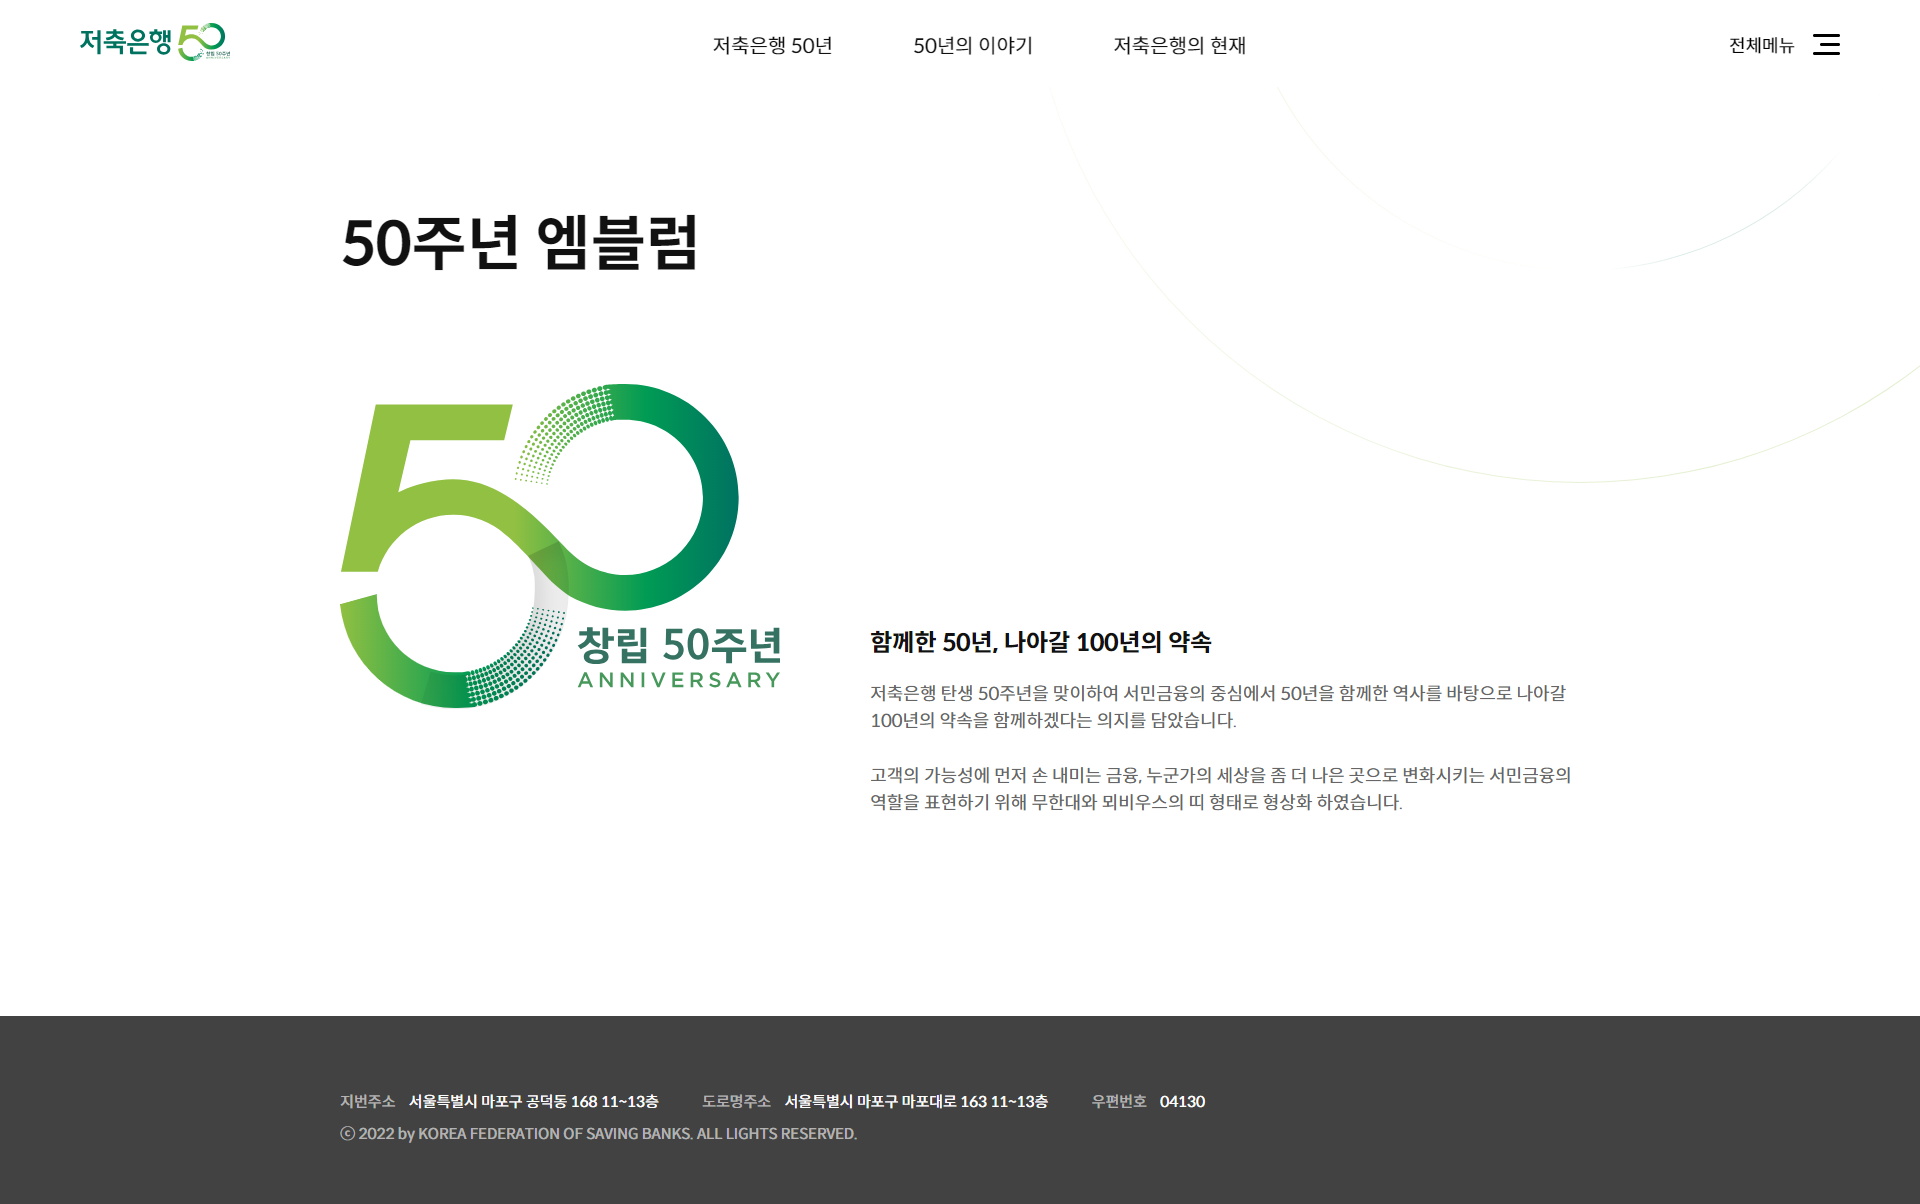 저축은행 50 창립 50주년
저축은행 50년
50년의 이야기
저축은행의 현재
전체메뉴
50주년 엠블럼
50
창립 50주년
ANNIVERSARY
함께한 50년, 나아갈 100년의 약속
저축은행 탄생 50주년을 맞이하여 서민금융의 중심에서 50년을 함께한 역사를 바탕으로 나아갈
100년의 약속을 함께하겠다는 의지를 담았습니다.
고객의 가능성에 먼저 손 내미는 금융, 누군가의 세상을 좀 더 나은 곳으로 변화시키는 서민금융의
역할을 표현하기 위해 무한대와 뫼비우스의 띠 형태로 형상화 하였습니다.
지번주소 서울특별시 마포구 공덕동 168 11~13층 도로명주소 서울특별시 마포구 마포대로 163 11~13층 우편번호 04130
ⓒ 2022 by KOREA FEDERATION OF SAVING BANKS. ALL LIGHTS RESERVED.